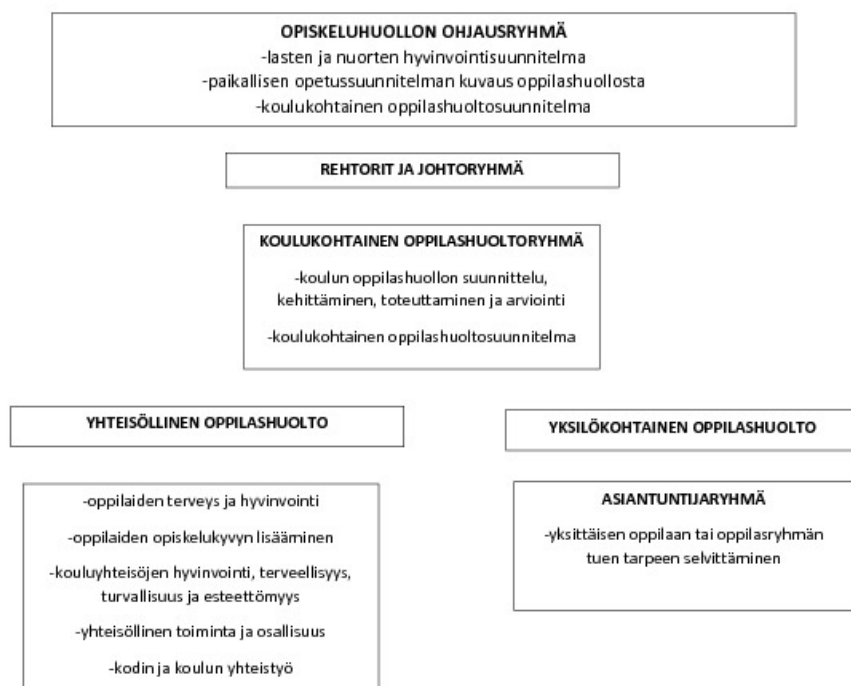 OPISKELUHUOLLON OHJAUSRYHMÄ
-lasten ja nuorten hyvinvointisuunnitelma
-paikallisen opetussuunnitelman kuvaus oppilashuollosta
-koulukohtainen oppilashuoltosuunnitelma
REHTORIT JA JOHTORYHMÄ
KOULUKOHTAINEN OPPILASHUOLTORYHMÄ
-koulun oppilashuollon suunnittelu,
kehittäminen, toteuttaminen ja arviointi
-koulukohtainen oppilashuoltosuunnitelma
YHTEISÖLLINEN OPPILASHUOLTO
-oppilaiden terveys ja hyvinvointi
-oppilaiden opiskelukyvyn lisääminen
-kouluyhteisöjen hyvinvointi, terveellisyys,
turvallisuus ja esteettömyys
-yhteisöllinen toiminta ja osallisuus
-kodin ja koulun yhteistyö
YKSILÖKOHTAINEN OPPILASHUOLTO
ASIANTUNTIJARYHMÄ
-yksittäisen oppilaan tai oppilasryhmän
tuen tarpeen selvittäminen